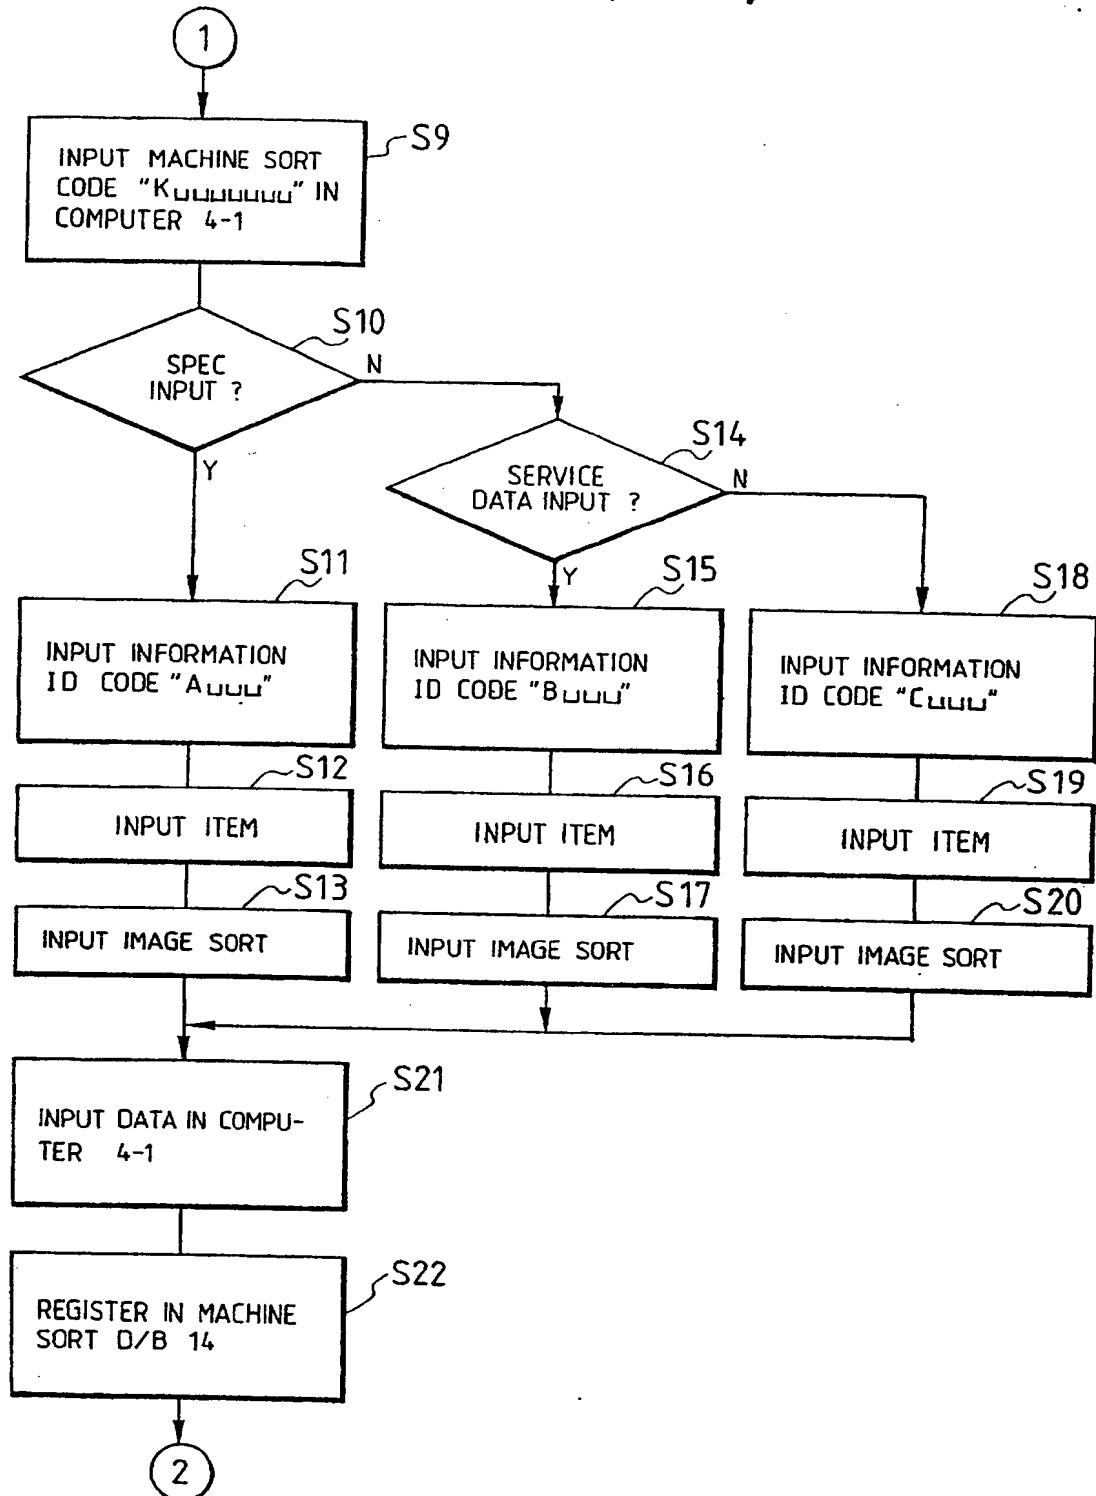 1
S9
INPUT MACHINE SORT
CODE "K␣␣␣␣␣␣␣" IN
COMPUTER 4-1
S10
SPEC
INPUT ?
N
Y
S14
SERVICE
DATA INPUT ?
N
Y
S11
INPUT INFORMATION
ID CODE "A␣␣␣"
S15
INPUT INFORMATION
ID CODE "B␣␣␣"
S18
INPUT INFORMATION
ID CODE "C␣␣␣"
S12
INPUT ITEM
S16
INPUT ITEM
S19
INPUT ITEM
S13
INPUT IMAGE SORT
S17
INPUT IMAGE SORT
S20
INPUT IMAGE SORT
S21
INPUT DATA IN COMPU-
TER 4-1
S22
REGISTER IN MACHINE
SORT D/B 14
2